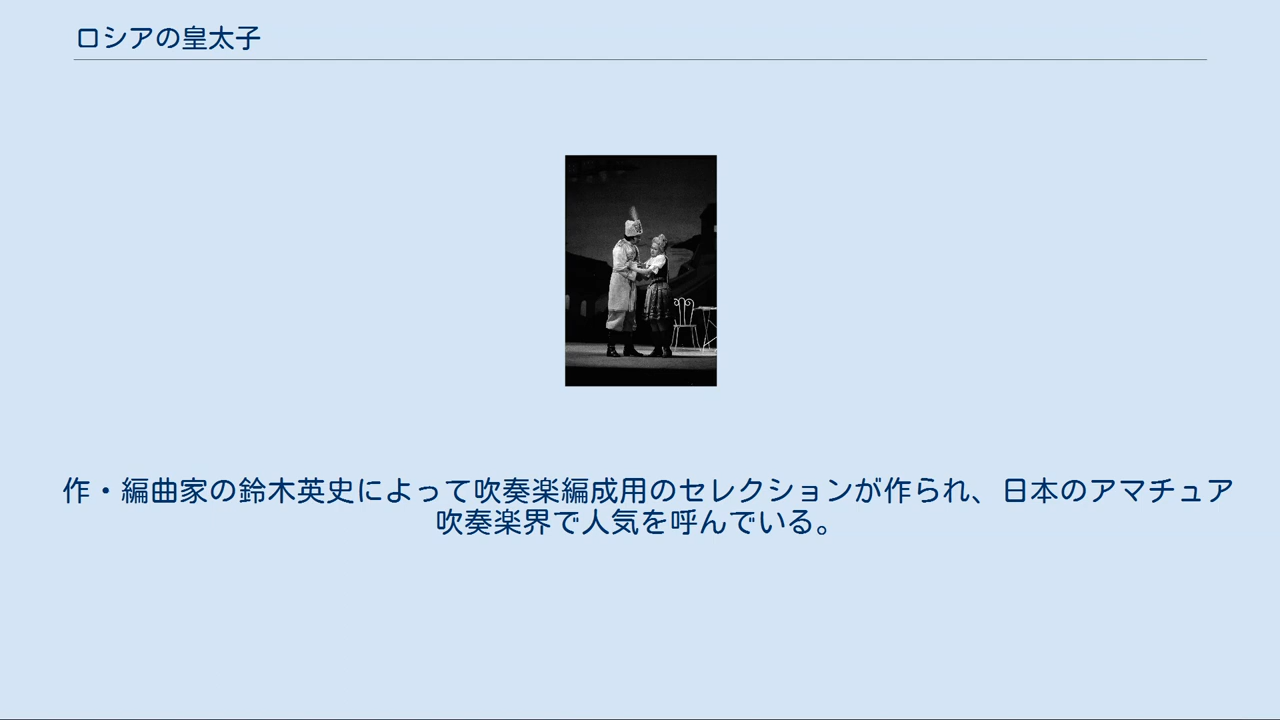 ロシアの皇太子
作・編曲家の鈴木英史によって吹奏楽編成用のセレクションが作られ、日本のアマチュア
吹奏楽界で人気を呼んでいる。